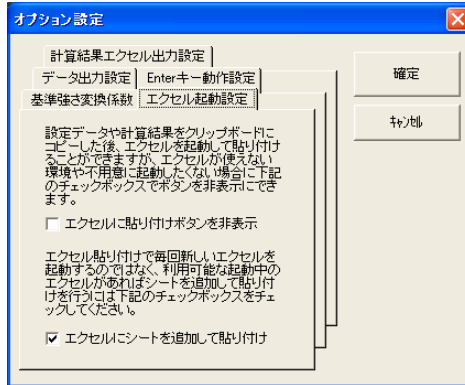 オプション設定
計算結果エクセル出力設定
データ出力設定 Enterキー動作設定
基準強さ変換係数 エクセル起動設定
設定データや計算結果をクリップボードに
コピーした後、エクセルを起動して貼り付け
ることができますが、エクセルが使えない
環境や不用意に起動したくない場合に下記
のチェックボックスでボタンを非表示にでき
ます。
エクセルに貼り付けボタンを非表示
エクセル貼り付けで毎回新しいエクセルを
起動するのではなく、利用可能な起動中の
エクセルがあればシートを追加して貼り付
けを行うには下記のチェックボックスをチェ
ックしてください。
エクセルにシートを追加して貼り付け
確定
キャンセル